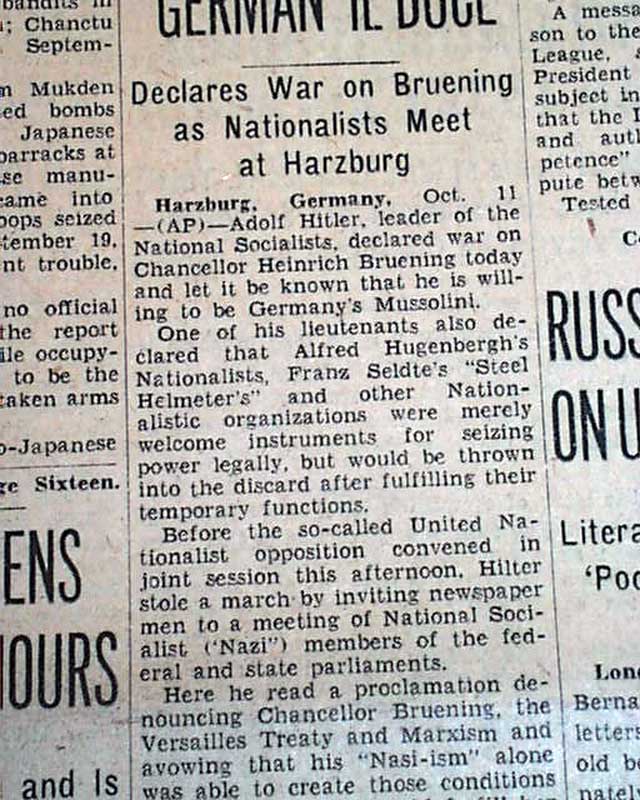 bandits in
; Chanctu
Septem-
Mukden
ed bombs
Japanese
barracks at
se manu-
came into
oops seized
tember 19,
nt trouble.
no official
the report
ile occupy-
to be the
taken arms
o-Japanese
ge Sixteen.
ENS
HOURS
and Is
GERMAN 'IL DUCE'
Declares War on Bruening
as Nationalists Meet
at Harzburg
Harzburg, Germany, Oct. 11
—(AP)—Adolf Hitler, leader of the
National Socialists, declared war on
Chancellor Heinrich Bruening today
and let it be known that he is will-
ing to be Germany's Mussolini.
One of his lieutenants also de-
clared that Alfred Hugenbergh's
Nationalists, Franz Seldte's "Steel
Helmeter's" and other Nation-
alistic organizations were merely
welcome instruments for seizing
power legally, but would be thrown
into the discard after fulfilling their
temporary functions.
Before the so-called United Na-
tionalist opposition convened in
joint session this afternoon, Hilter
stole a march by inviting newspaper
men to a meeting of National Soci-
alist ('Nazi") members of the fed-
eral and state parliaments.
Here he read a proclamation de-
nouncing Chancellor Bruening, the
Versailles Treaty and Marxism and
avowing that his "Nasi-ism" alone
was able to create those conditions
A messa
son to the
League,
President
subject in
that the
and auth
petence"
pute betw
Tested
RUSS
ON U
Litera
'Poo
Lon
Berna
letters
old be